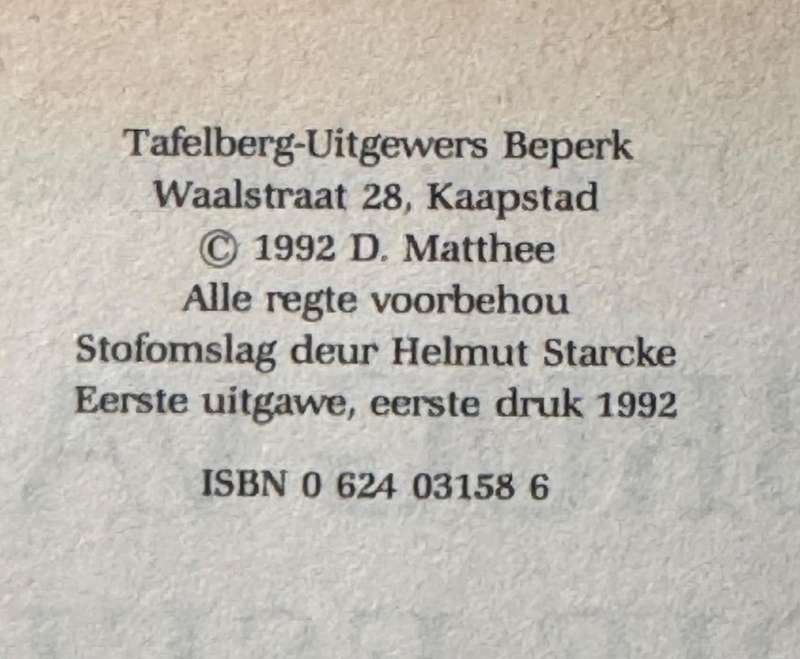 Tafelberg-Uitgewers Beperk
Waalstraat 28, Kaapstad
© 1992 D. Matthee
Alle regte voorbehou
Stofomslag deur Helmut Starcke
Eerste uitgawe, eerste druk 1992
ISBN 0 624 03158 6